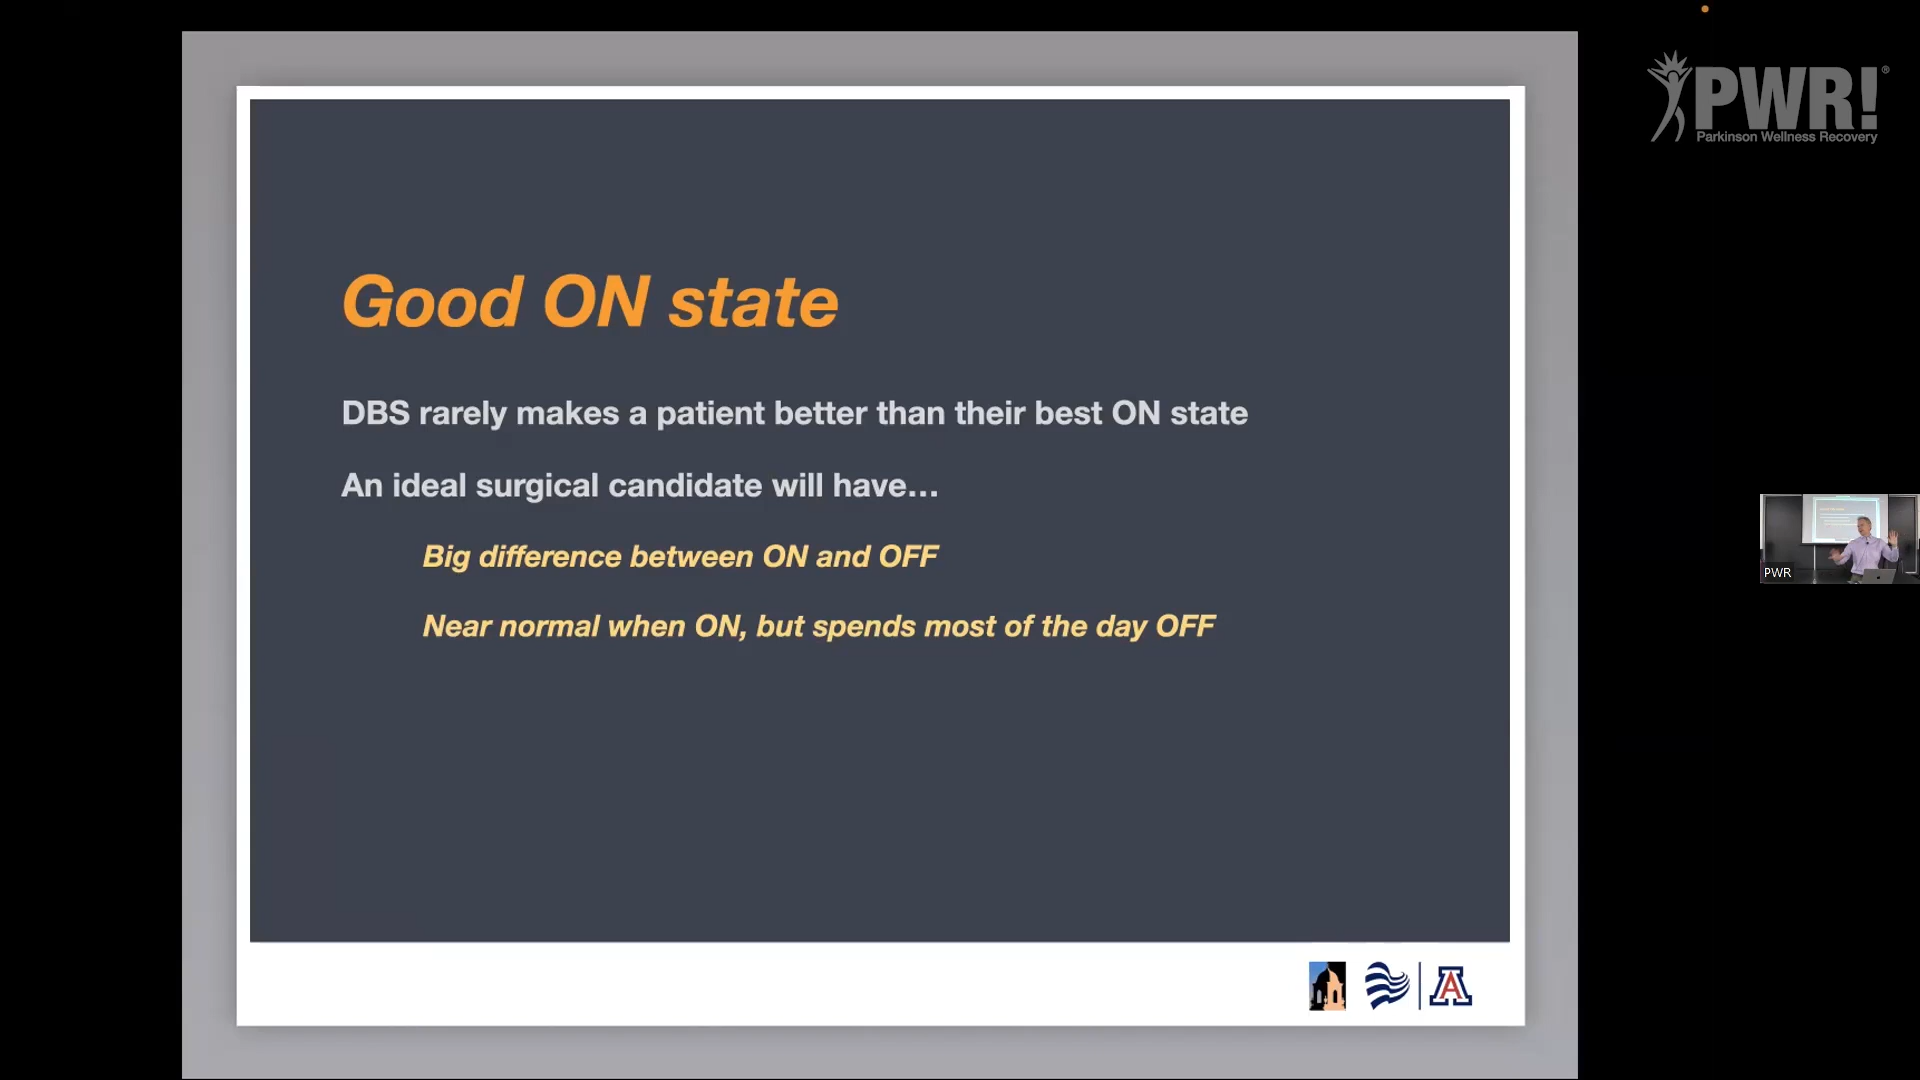 PWR!®
Parkinson Wellness Recovery
Good ON state
DBS rarely makes a patient better than their best ON state
An ideal surgical candidate will have…
Big difference between ON and OFF
Near normal when ON, but spends most of the day OFF
PWR
A